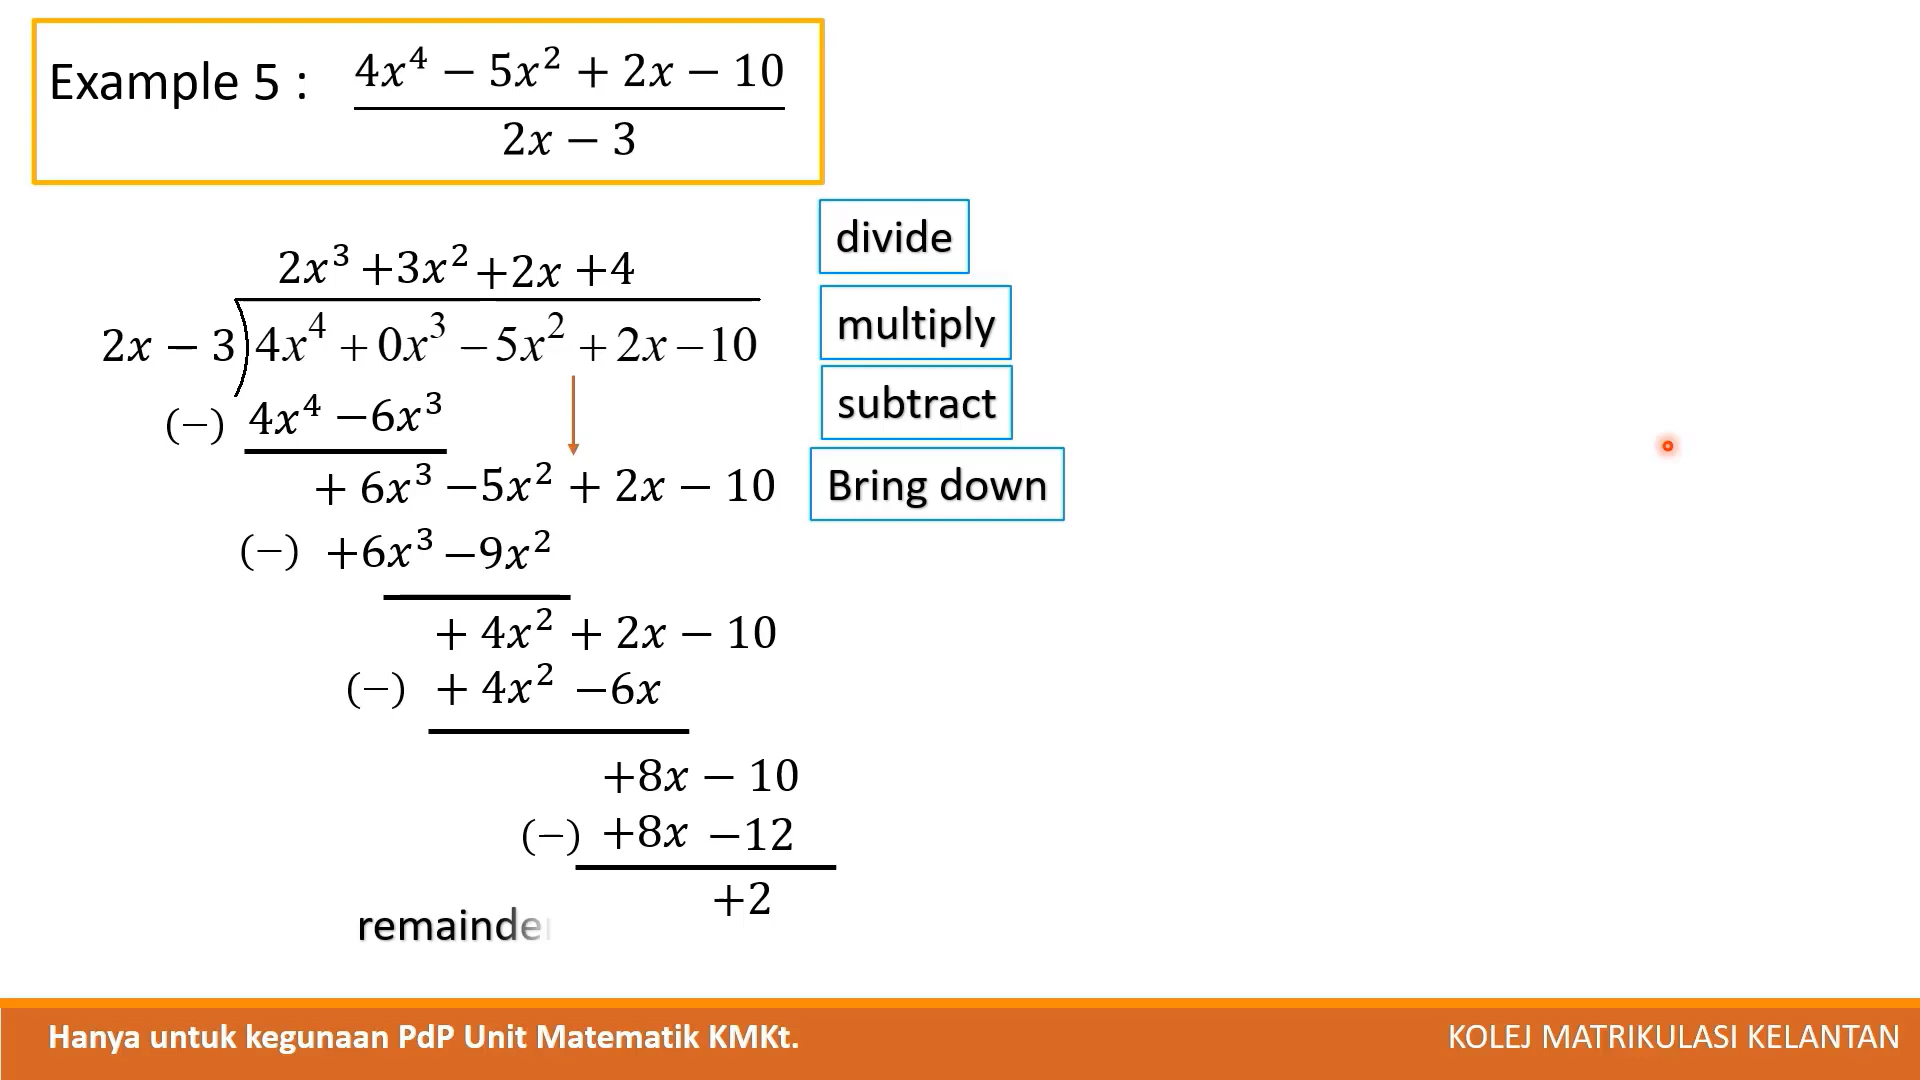 Example 5 : (4x⁴ − 5x² + 2x − 10)/(2x − 3)
divide
2x³ +3x² +2x +4
multiply
2x − 3)4x⁴ + 0x³ − 5x² + 2x − 10
subtract
(−) 4x⁴ −6x³
+ 6x³ −5x² + 2x − 10
Bring down
(−) +6x³ −9x²
+ 4x² + 2x − 10
(−) + 4x² −6x
+8x − 10
(−) +8x −12
+2
remainde
Hanya untuk kegunaan PdP Unit Matematik KMKt.
KOLEJ MATRIKULASI KELANTAN